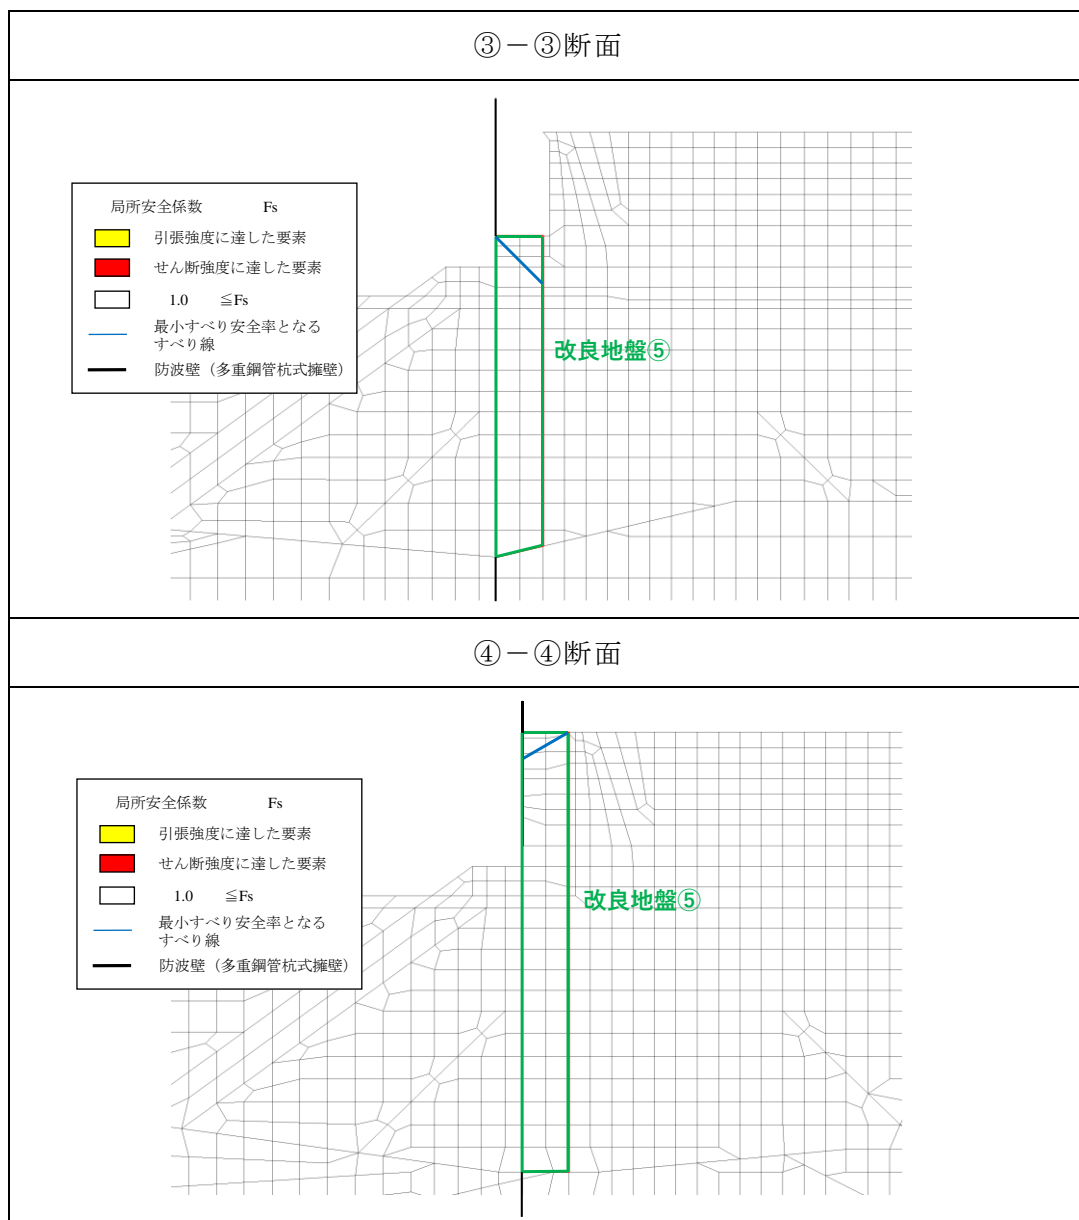 ③－③断面
局所安全係数 Fs
引張強度に達した要素
せん断強度に達した要素
1.0 ≦Fs
最小すべり安全率となる
すべり線
防波壁（多重鋼管杭式擁壁）
改良地盤⑤
④－④断面
局所安全係数 Fs
引張強度に達した要素
せん断強度に達した要素
1.0 ≦Fs
最小すべり安全率となる
すべり線
防波壁（多重鋼管杭式擁壁）
改良地盤⑤